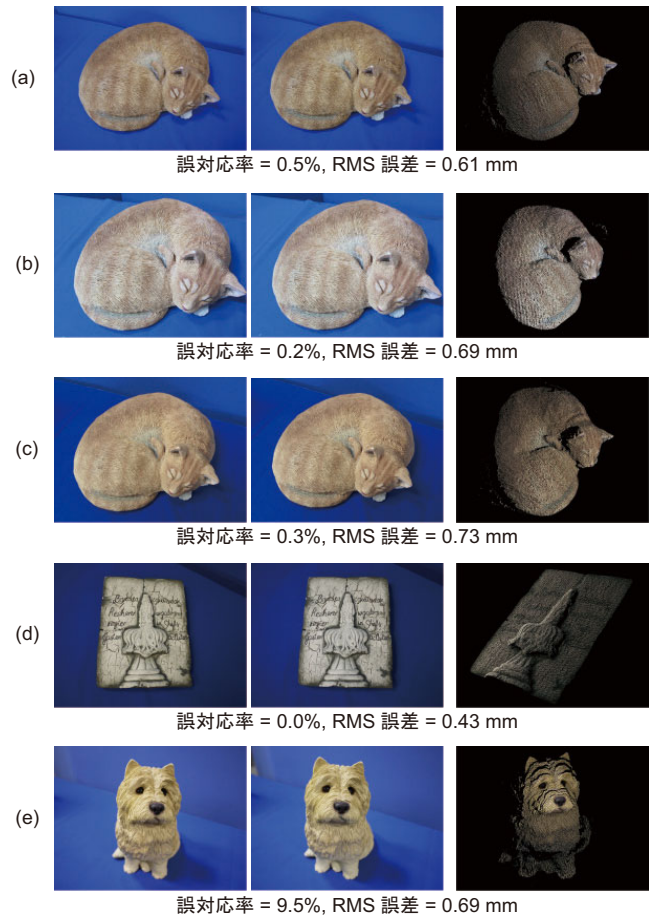 (a)
誤対応率 = 0.5%, RMS 誤差 = 0.61 mm
(b)
誤対応率 = 0.2%, RMS 誤差 = 0.69 mm
(c)
誤対応率 = 0.3%, RMS 誤差 = 0.73 mm
(d)
誤対応率 = 0.0%, RMS 誤差 = 0.43 mm
(e)
誤対応率 = 9.5%, RMS 誤差 = 0.69 mm